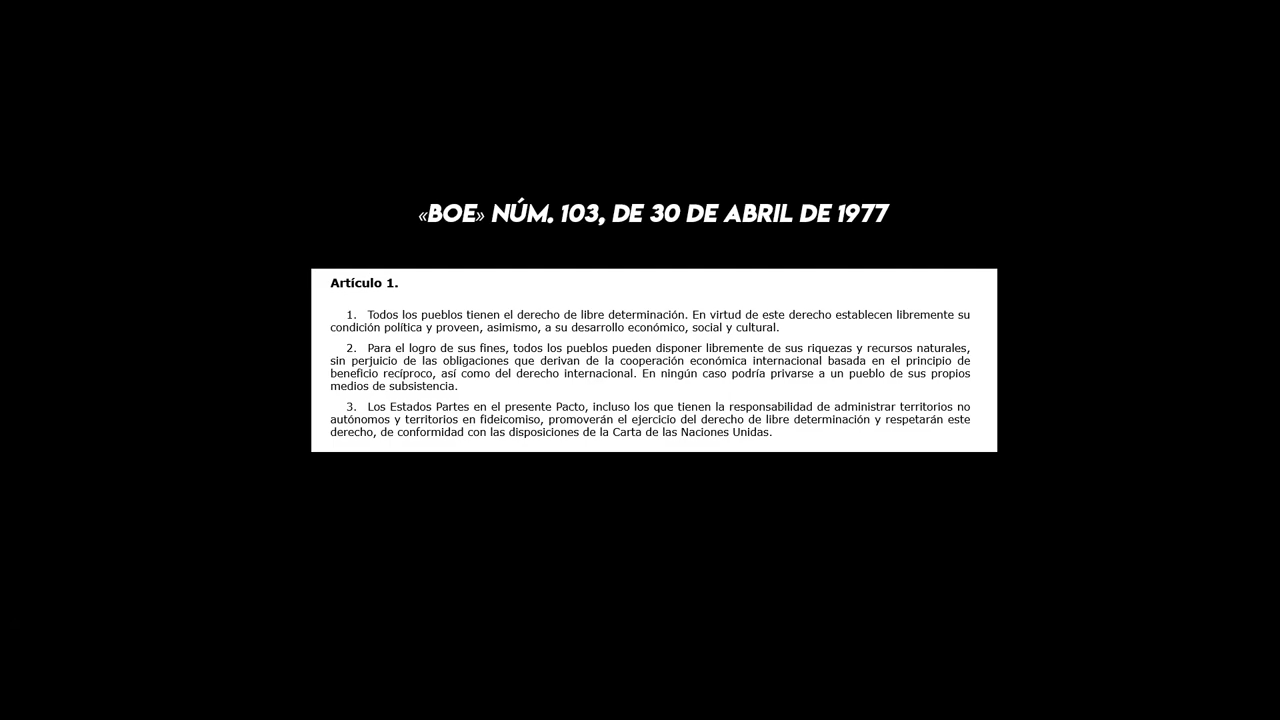 «BOE» NÚM. 103, DE 30 DE ABRIL DE 1977
Artículo 1.
1. Todos los pueblos tienen el derecho de libre determinación. En virtud de este derecho establecen libremente su
condición política y proveen, asimismo, a su desarrollo económico, social y cultural.
2. Para el logro de sus fines, todos los pueblos pueden disponer libremente de sus riquezas y recursos naturales,
sin perjuicio de las obligaciones que derivan de la cooperación económica internacional basada en el principio de
beneficio recíproco, así como del derecho internacional. En ningún caso podría privarse a un pueblo de sus propios
medios de subsistencia.
3. Los Estados Partes en el presente Pacto, incluso los que tienen la responsabilidad de administrar territorios no
autónomos y territorios en fideicomiso, promoverán el ejercicio del derecho de libre determinación y respetarán este
derecho, de conformidad con las disposiciones de la Carta de las Naciones Unidas.